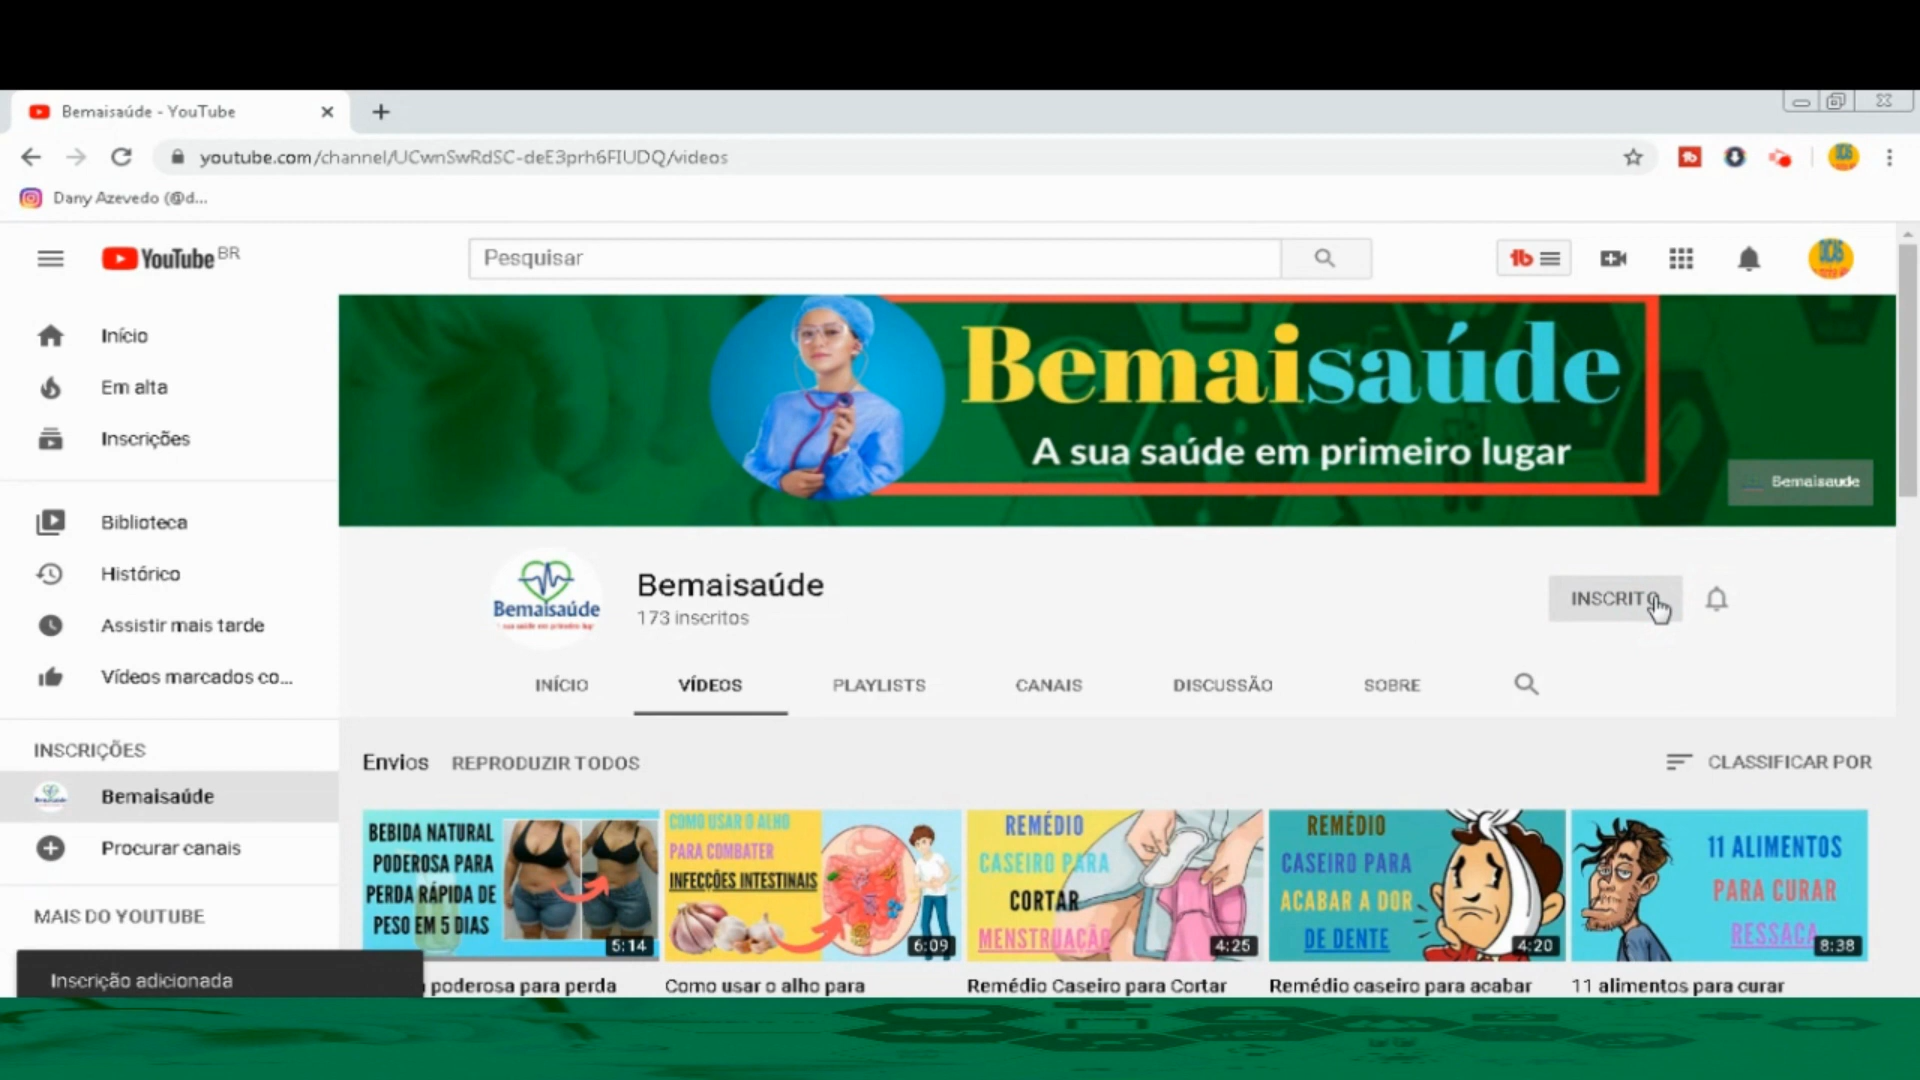 Bemaisaúde - YouTube
youtube.com/channel/UCwnSwRdSC-deE3prh6FIUDQ/videos
Dany Azevedo (@d...
YouTube BR
Pesquisar
Início
Em alta
Inscrições
Biblioteca
Histórico
Assistir mais tarde
Vídeos marcados co...
INSCRIÇÕES
Bemaisaúde
Procurar canais
MAIS DO YOUTUBE
Inscrição adicionada
Bemaisaúde
A sua saúde em primeiro lugar
Bemaisaude
Bemaisaúde
Bemaisaúde
173 inscritos
INSCRITO
INÍCIO VÍDEOS PLAYLISTS CANAIS DISCUSSÃO SOBRE
Envios REPRODUZIR TODOS
CLASSIFICAR POR
BEBIDA NATURAL
PODEROSA PARA
PERDA RÁPIDA DE
PESO EM 5 DIAS
5:14
COMO USAR O ALHO
PARA COMBATER
INFECÇÕES INTESTINAIS
6:09
REMÉDIO
CASEIRO PARA
CORTAR
MENSTRUAÇÃO
4:25
REMÉDIO
CASEIRO PARA
ACABAR A DOR
DE DENTE
4:20
11 ALIMENTOS
PARA CURAR
RESSACA
8:38
poderosa para perda
Como usar o alho para
Remédio Caseiro para Cortar
Remédio caseiro para acabar
11 alimentos para curar